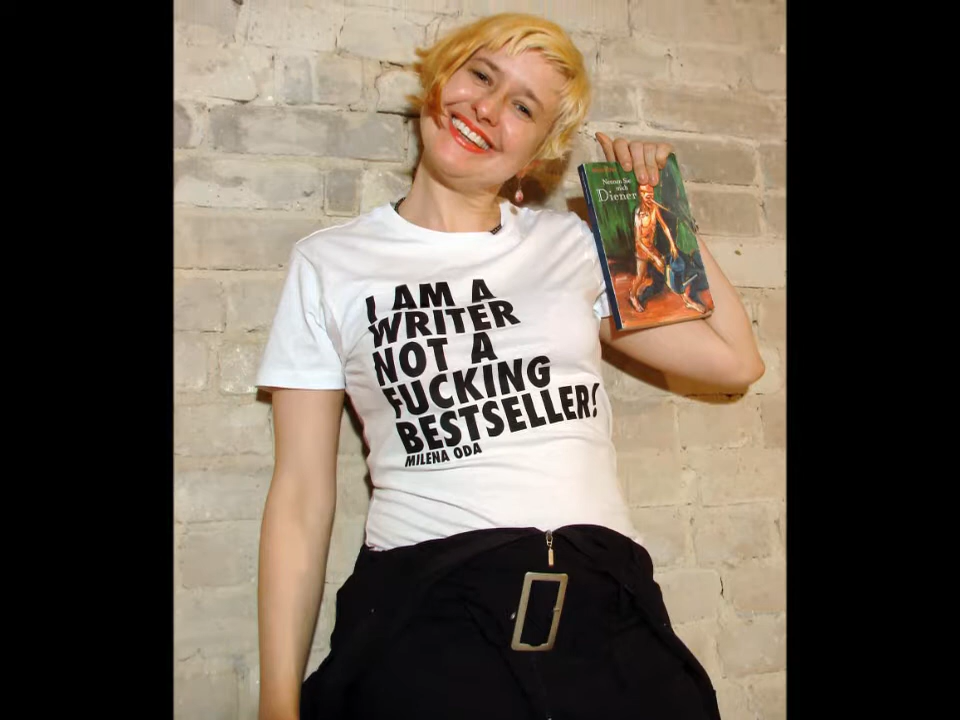 I AM A
WRITER
NOT A
FUCKING
BESTSELLER!
MILENA ODA
Nennen Sie
mich
Diener